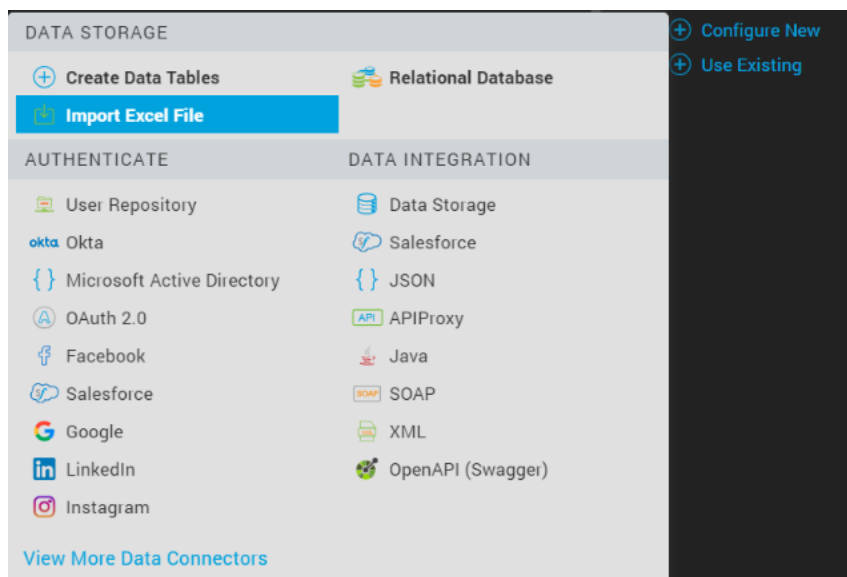 DATA STORAGE
Create Data Tables
Relational Database
Import Excel File
AUTHENTICATE
User Repository
okta Okta
{ } Microsoft Active Directory
OAuth 2.0
Facebook
Salesforce
Google
in LinkedIn
Instagram
View More Data Connectors
DATA INTEGRATION
Data Storage
Salesforce
{ } JSON
API APIProxy
Java
SOAP SOAP
XML
OpenAPI (Swagger)
Configure New
Use Existing